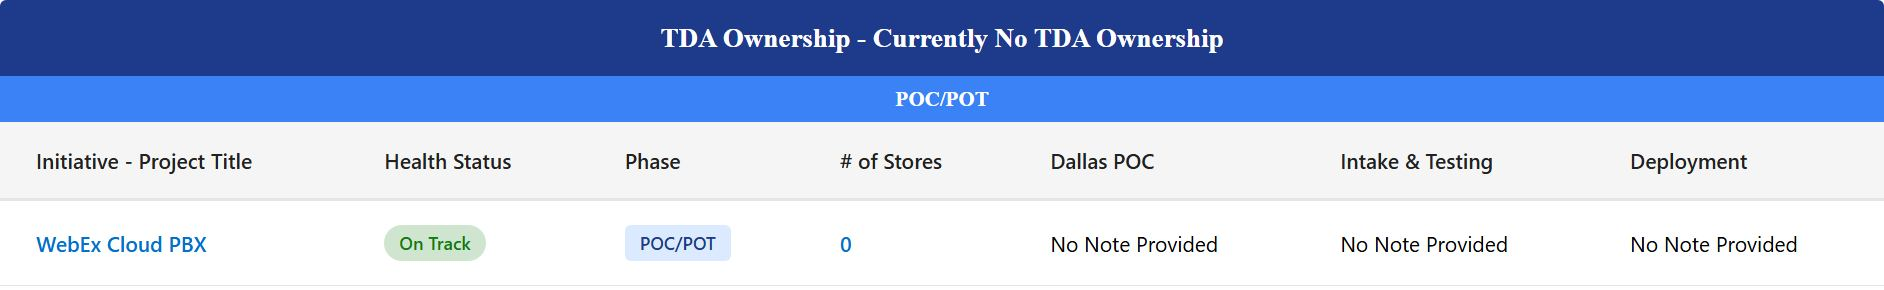 TDA Ownership - Currently No TDA Ownership
POC/POT
Initiative - Project Title Health Status Phase # of Stores Dallas POC Intake & Testing Deployment
WebEx Cloud PBX On Track POC/POT 0 No Note Provided No Note Provided No Note Provided